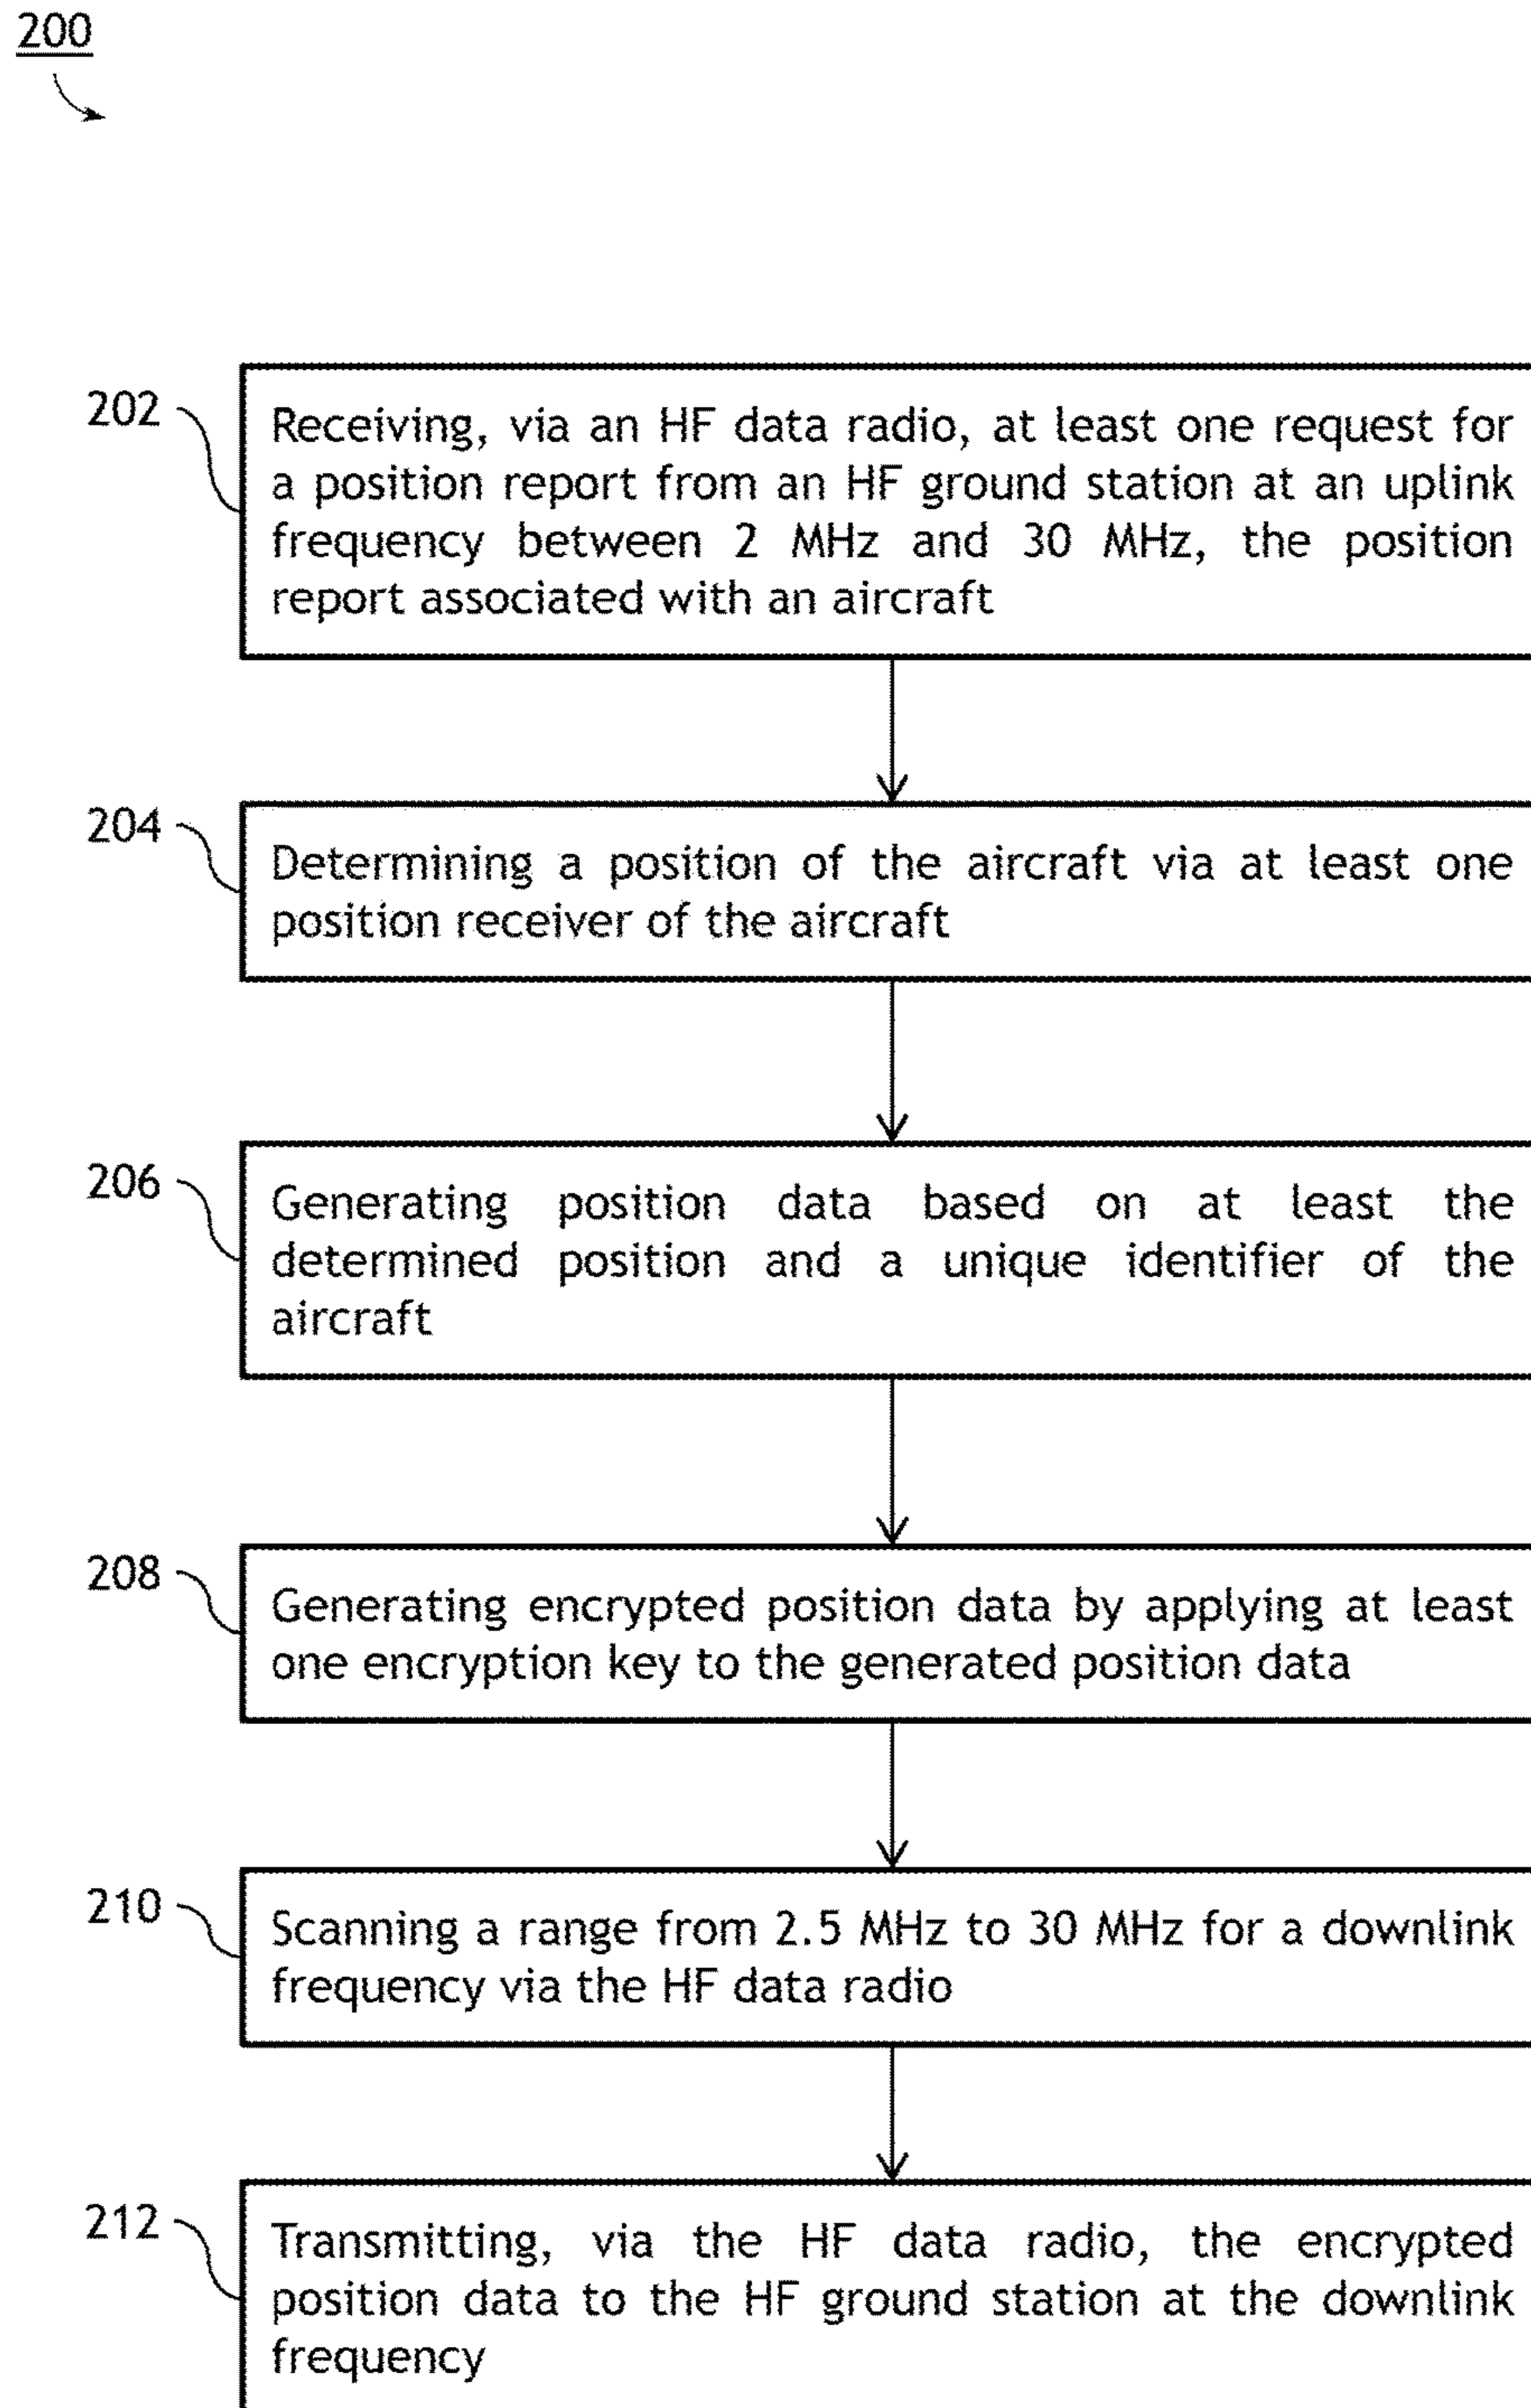 200
202
Receiving, via an HF data radio, at least one request for
a position report from an HF ground station at an uplink
frequency between 2 MHz and 30 MHz, the position
report associated with an aircraft
204
Determining a position of the aircraft via at least one
position receiver of the aircraft
206
Generating position data based on at least the
determined position and a unique identifier of the
aircraft
208
Generating encrypted position data by applying at least
one encryption key to the generated position data
210
Scanning a range from 2.5 MHz to 30 MHz for a downlink
frequency via the HF data radio
212
Transmitting, via the HF data radio, the encrypted
position data to the HF ground station at the downlink
frequency